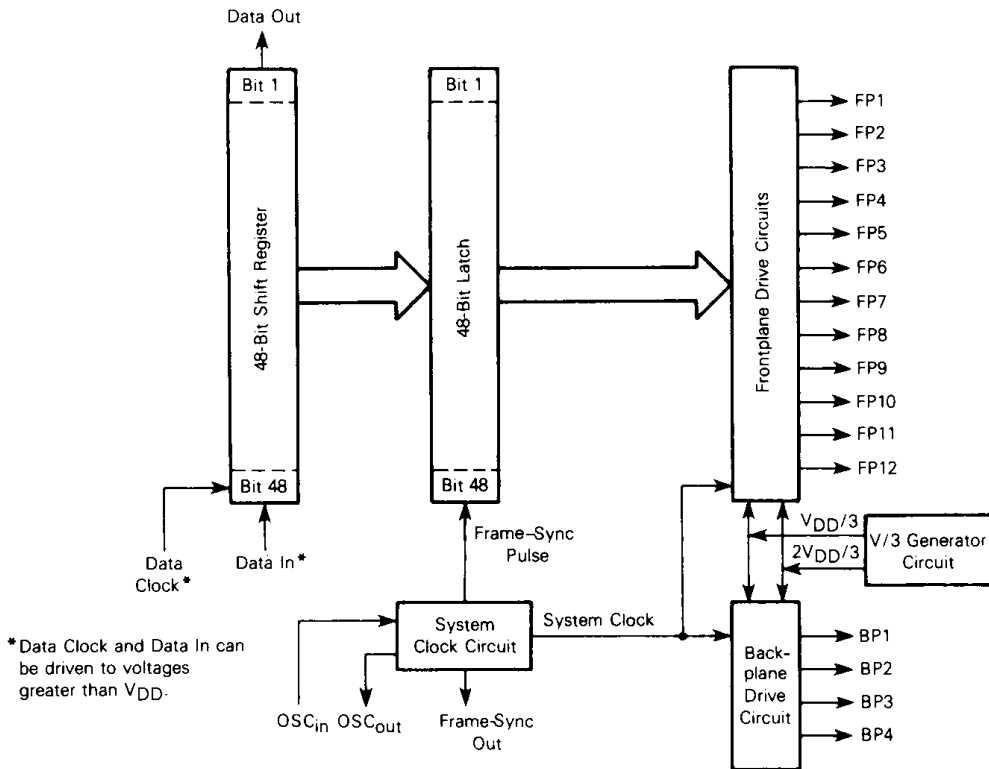 Data Out
Bit 1
48-Bit Shift Register
Bit 48
Data
Clock*
Data In*
Bit 1
48-Bit Latch
Bit 48
Frame-Sync
Pulse
Frontplane Drive Circuits
FP1
FP2
FP3
FP4
FP5
FP6
FP7
FP8
FP9
FP10
FP11
FP12
VDD/3
2VDD/3
V/3 Generator
Circuit
System
Clock Circuit
System Clock
OSCin
OSCout
Frame-Sync
Out
Back-
plane
Drive
Circuit
BP1
BP2
BP3
BP4
*Data Clock and Data In can
be driven to voltages
greater than VDD.